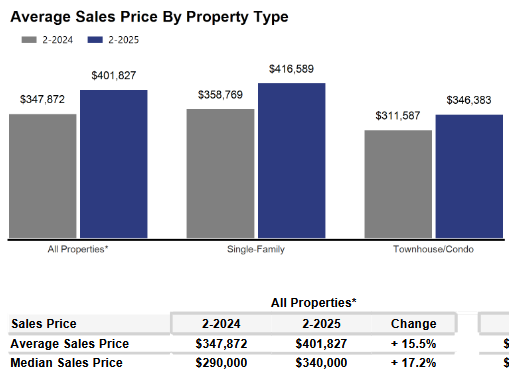 Average Sales Price By Property Type
2-2024 2-2025
$347,872 $401,827 $358,769 $416,589 $311,587 $346,383
All Properties* Single-Family Townhouse/Condo
All Properties*
Sales Price 2-2024 2-2025 Change
Average Sales Price $347,872 $401,827 + 15.5% $
Median Sales Price $290,000 $340,000 + 17.2% $